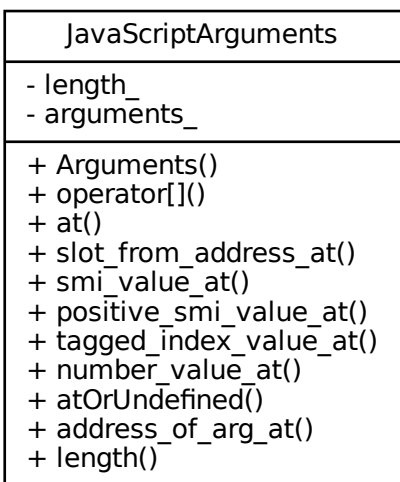 JavaScriptArguments
- length_
- arguments_
+ Arguments()
+ operator[]()
+ at()
+ slot_from_address_at()
+ smi_value_at()
+ positive_smi_value_at()
+ tagged_index_value_at()
+ number_value_at()
+ atOrUndefined()
+ address_of_arg_at()
+ length()